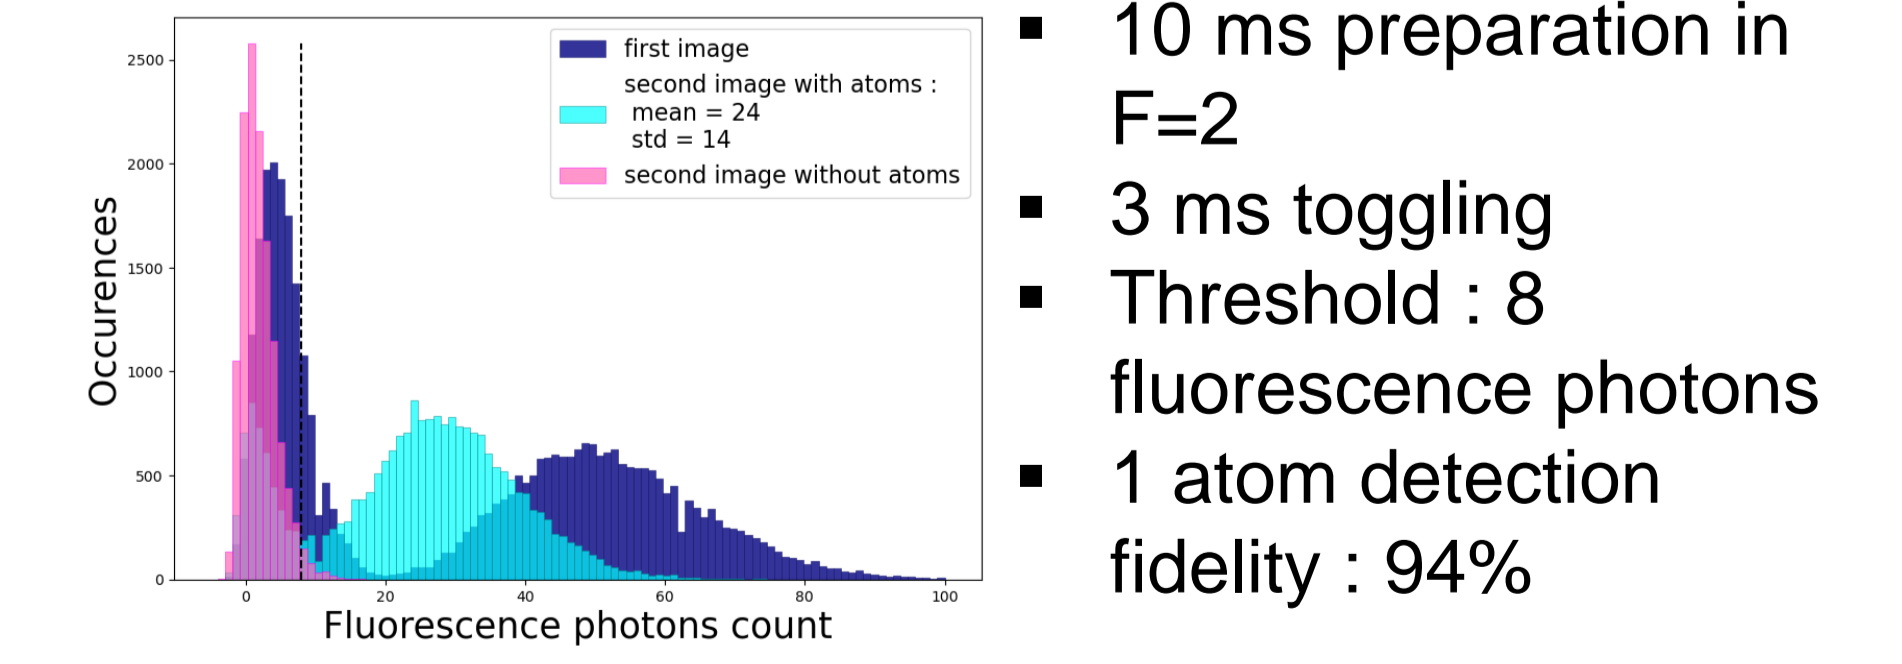 2500
2000
1500
1000
500
0
Occurences
0 20 40 60 80 100
Fluorescence photons count
first image
second image with atoms :
mean = 24
std = 14
second image without atoms
▪ 10 ms preparation in
F=2
▪ 3 ms toggling
▪ Threshold : 8
fluorescence photons
▪ 1 atom detection
fidelity : 94%